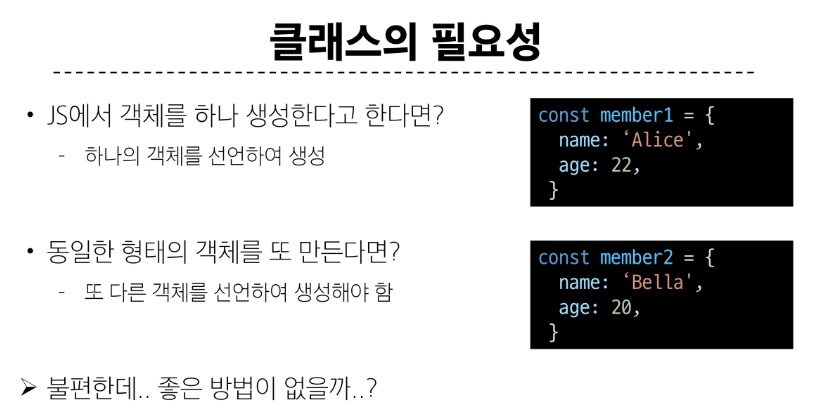 클래스의 필요성
• JS에서 객체를 하나 생성한다고 한다면?
- 하나의 객체를 선언하여 생성
const member1 = {
name: ‘Alice',
age: 22,
}
• 동일한 형태의 객체를 또 만든다면?
- 또 다른 객체를 선언하여 생성해야 함
const member2 = {
name: ‘Bella',
age: 20,
}
➢ 불편한데.. 좋은 방법이 없을까..?